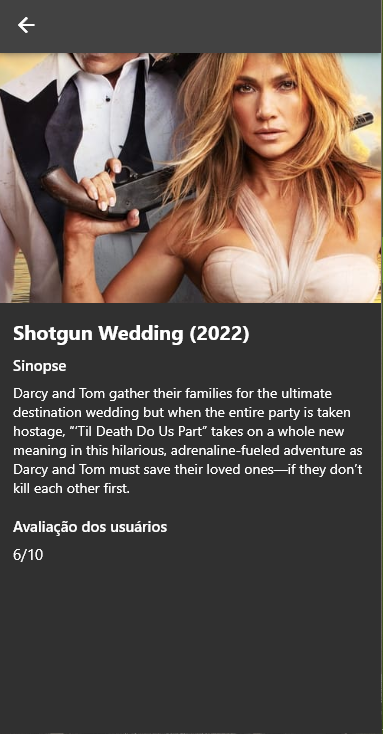 Shotgun Wedding (2022)
Sinopse
Darcy and Tom gather their families for the ultimate
destination wedding but when the entire party is taken
hostage, “‘Til Death Do Us Part” takes on a whole new
meaning in this hilarious, adrenaline-fueled adventure as
Darcy and Tom must save their loved ones—if they don’t
kill each other first.
Avaliação dos usuários
6/10